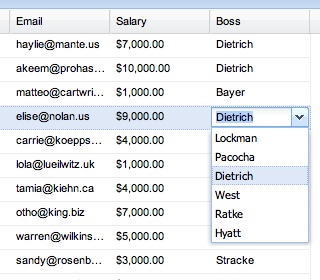 Email Salary Boss
haylie@mante.us $7,000.00 Dietrich
akeem@prohas... $10,000.00 Dietrich
matteo@cartwri... $1,000.00 Bayer
elise@nolan.us $9,000.00 Dietrich
carrie@koepps... $4,000.00 Lockman
lola@lueilwitz.uk $1,000.00 Pacocha
tamia@kiehn.ca $4,000.00 Dietrich
otho@king.biz $7,000.00 West
warren@wilkins... $5,000.00 Ratke
Hyatt
sandy@rosenb... $3,000.00 Stracke